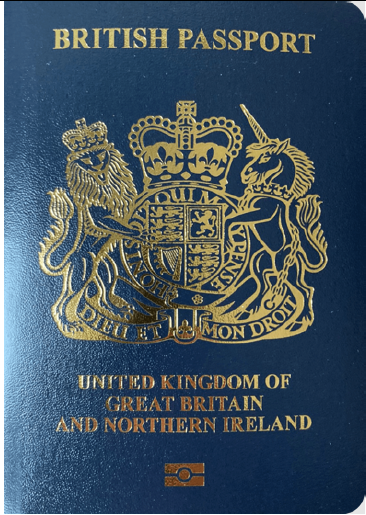 BRITISH PASSPORT
DIEU ET MON DROIT
UNITED KINGDOM OF
GREAT BRITAIN
AND NORTHERN IRELAND